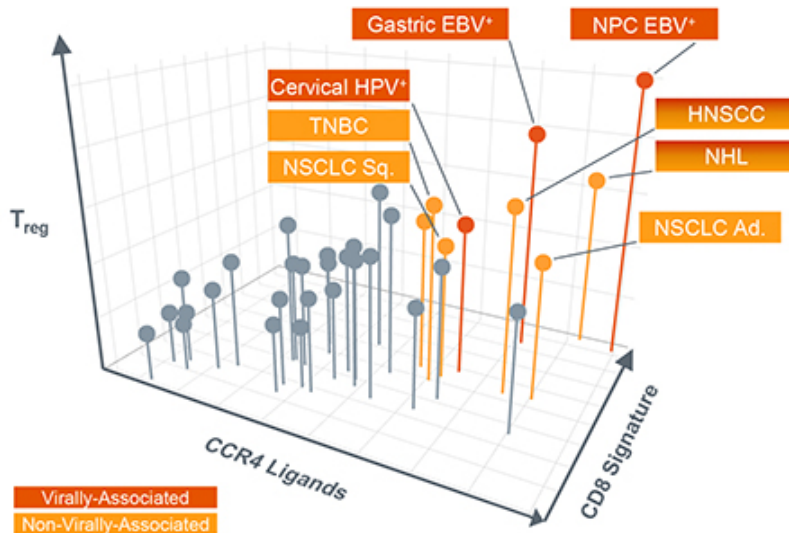 Gastric EBV⁺
NPC EBV⁺
Cervical HPV⁺
TNBC
NSCLC Sq.
HNSCC
NHL
NSCLC Ad.
Treg
CCR4 Ligands
CD8 Signature
Virally-Associated
Non-Virally-Associated